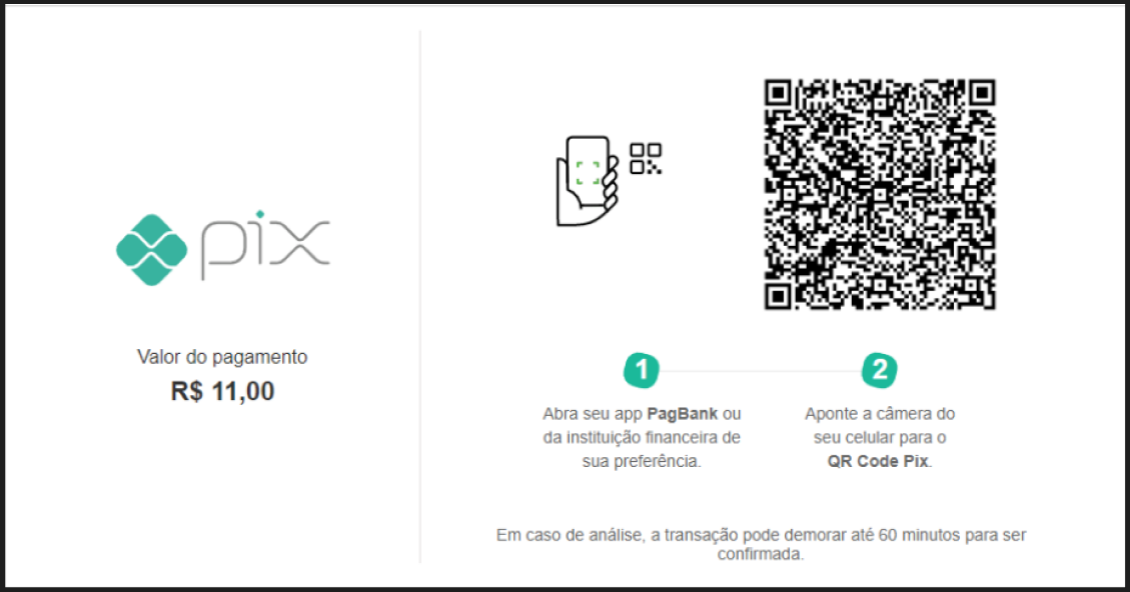 pix
Valor do pagamento
R$ 11,00
1
Abra seu app PagBank ou
da instituição financeira de
sua preferência.
2
Aponte a câmera do
seu celular para o
QR Code Pix.
Em caso de análise, a transação pode demorar até 60 minutos para ser
confirmada.